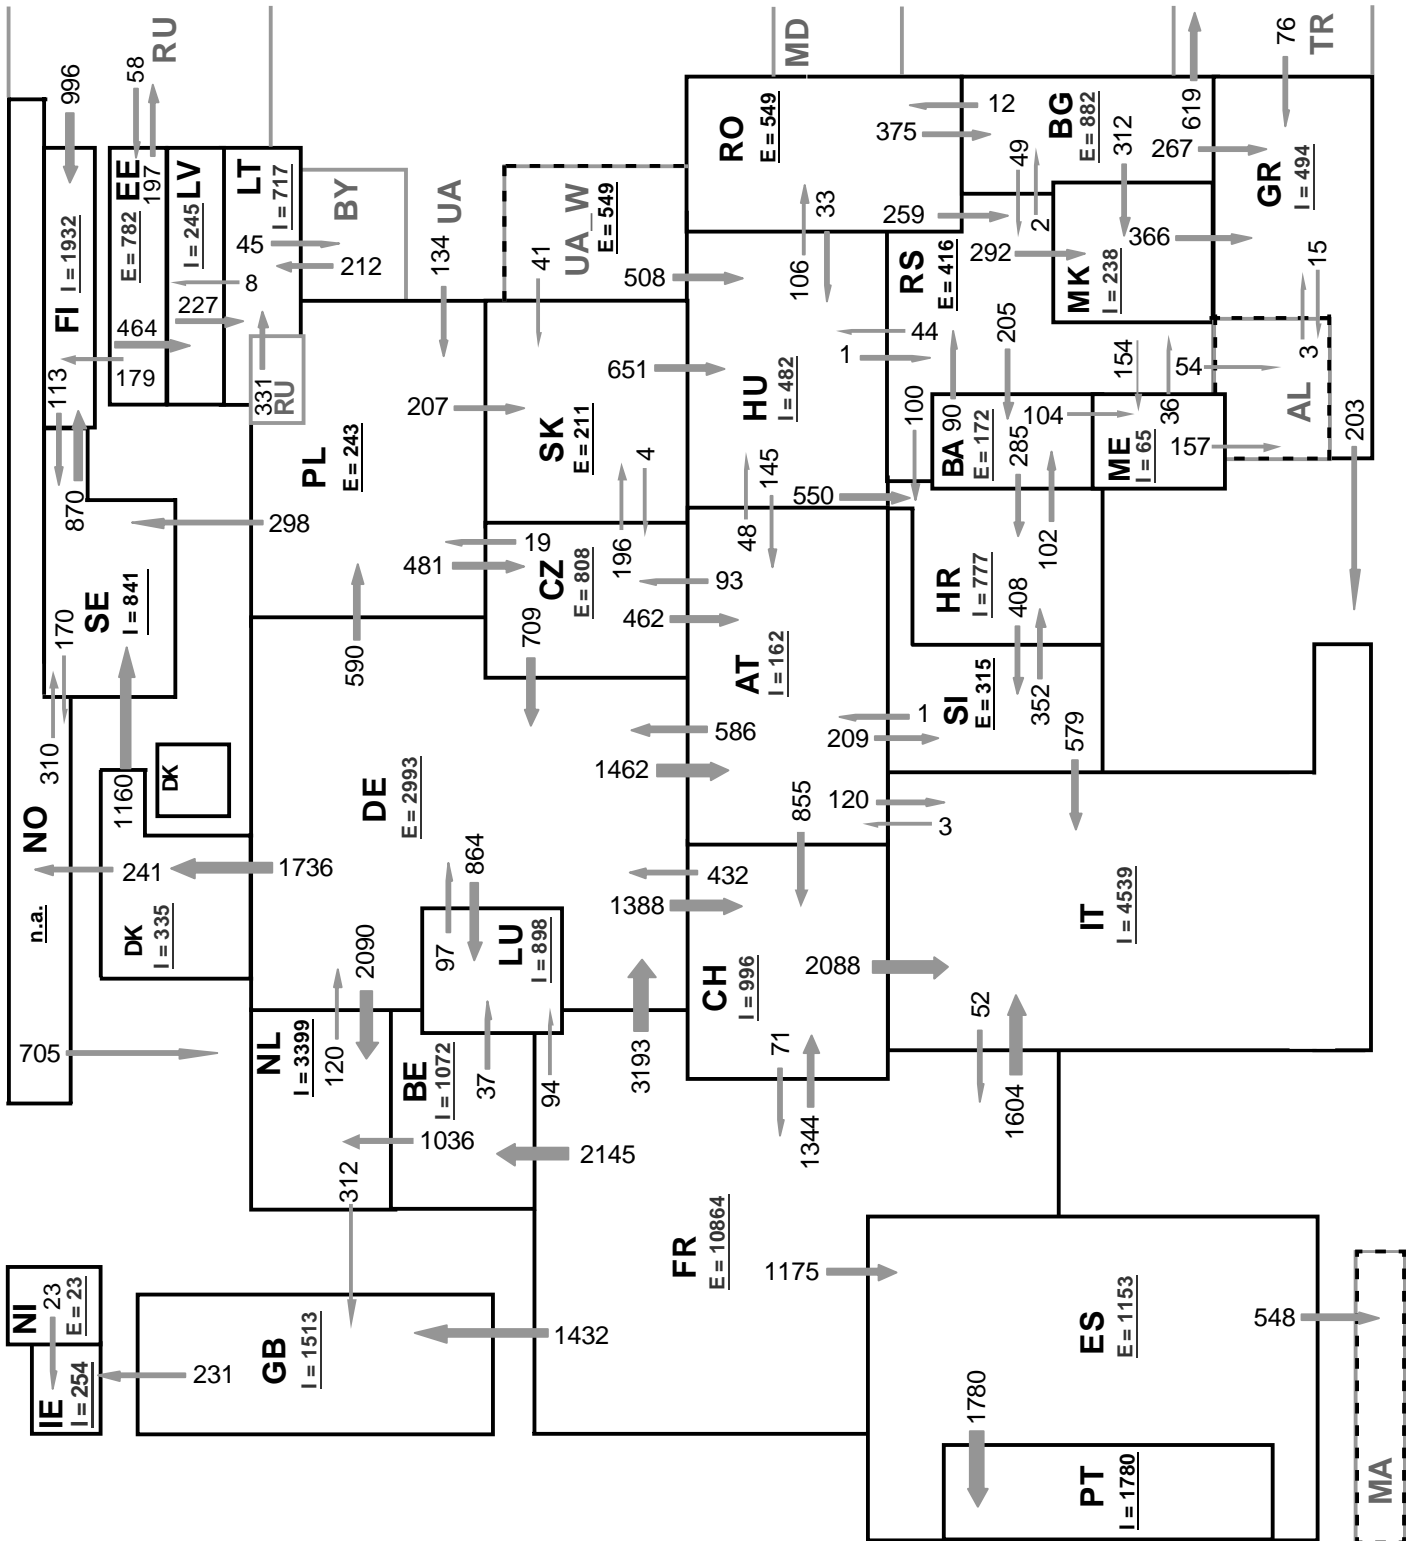 RU
58
996
MD
76
TR
619
RO
E = 549
12
375
BG
E = 882
312
49
267
GR
I = 494
EE
197
E = 782
LV
I = 245
LT
I = 717
BY
UA
FI
I = 1932
UA_W
E = 549
33
259
2
366
45
212
134
41
508
106
RS
E = 416
292
MK
I = 238
15
8
227
464
113
179
331
RU
44
1
205
154
54
3
651
HU
I = 482
AL
207
100
90
104
36
203
PL
E = 243
SK
E = 211
4
145
BA
E = 172
285
ME
I = 65
157
870
298
550
48
196
19
481
CZ
E = 808
102
93
SE
I = 841
170
HR
I = 777
408
462
709
590
AT
I = 162
SI
E = 315
352
310
1
586
209
579
DK
1462
NO
1160
DE
E = 2993
855
120
3
241
1736
864
432
n.a.
DK
I = 335
1388
IT
I = 4539
97
LU
I = 898
2090
2088
CH
I = 996
52
705
NL
I = 3399
120
BE
I = 1072
37
94
3193
71
1604
1344
1036
2145
312
FR
E = 10864
1175
NI
23
E = 23
ES
E = 1153
548
GB
I = 1513
1432
IE
I = 254
231
1780
PT
I = 1780
MA